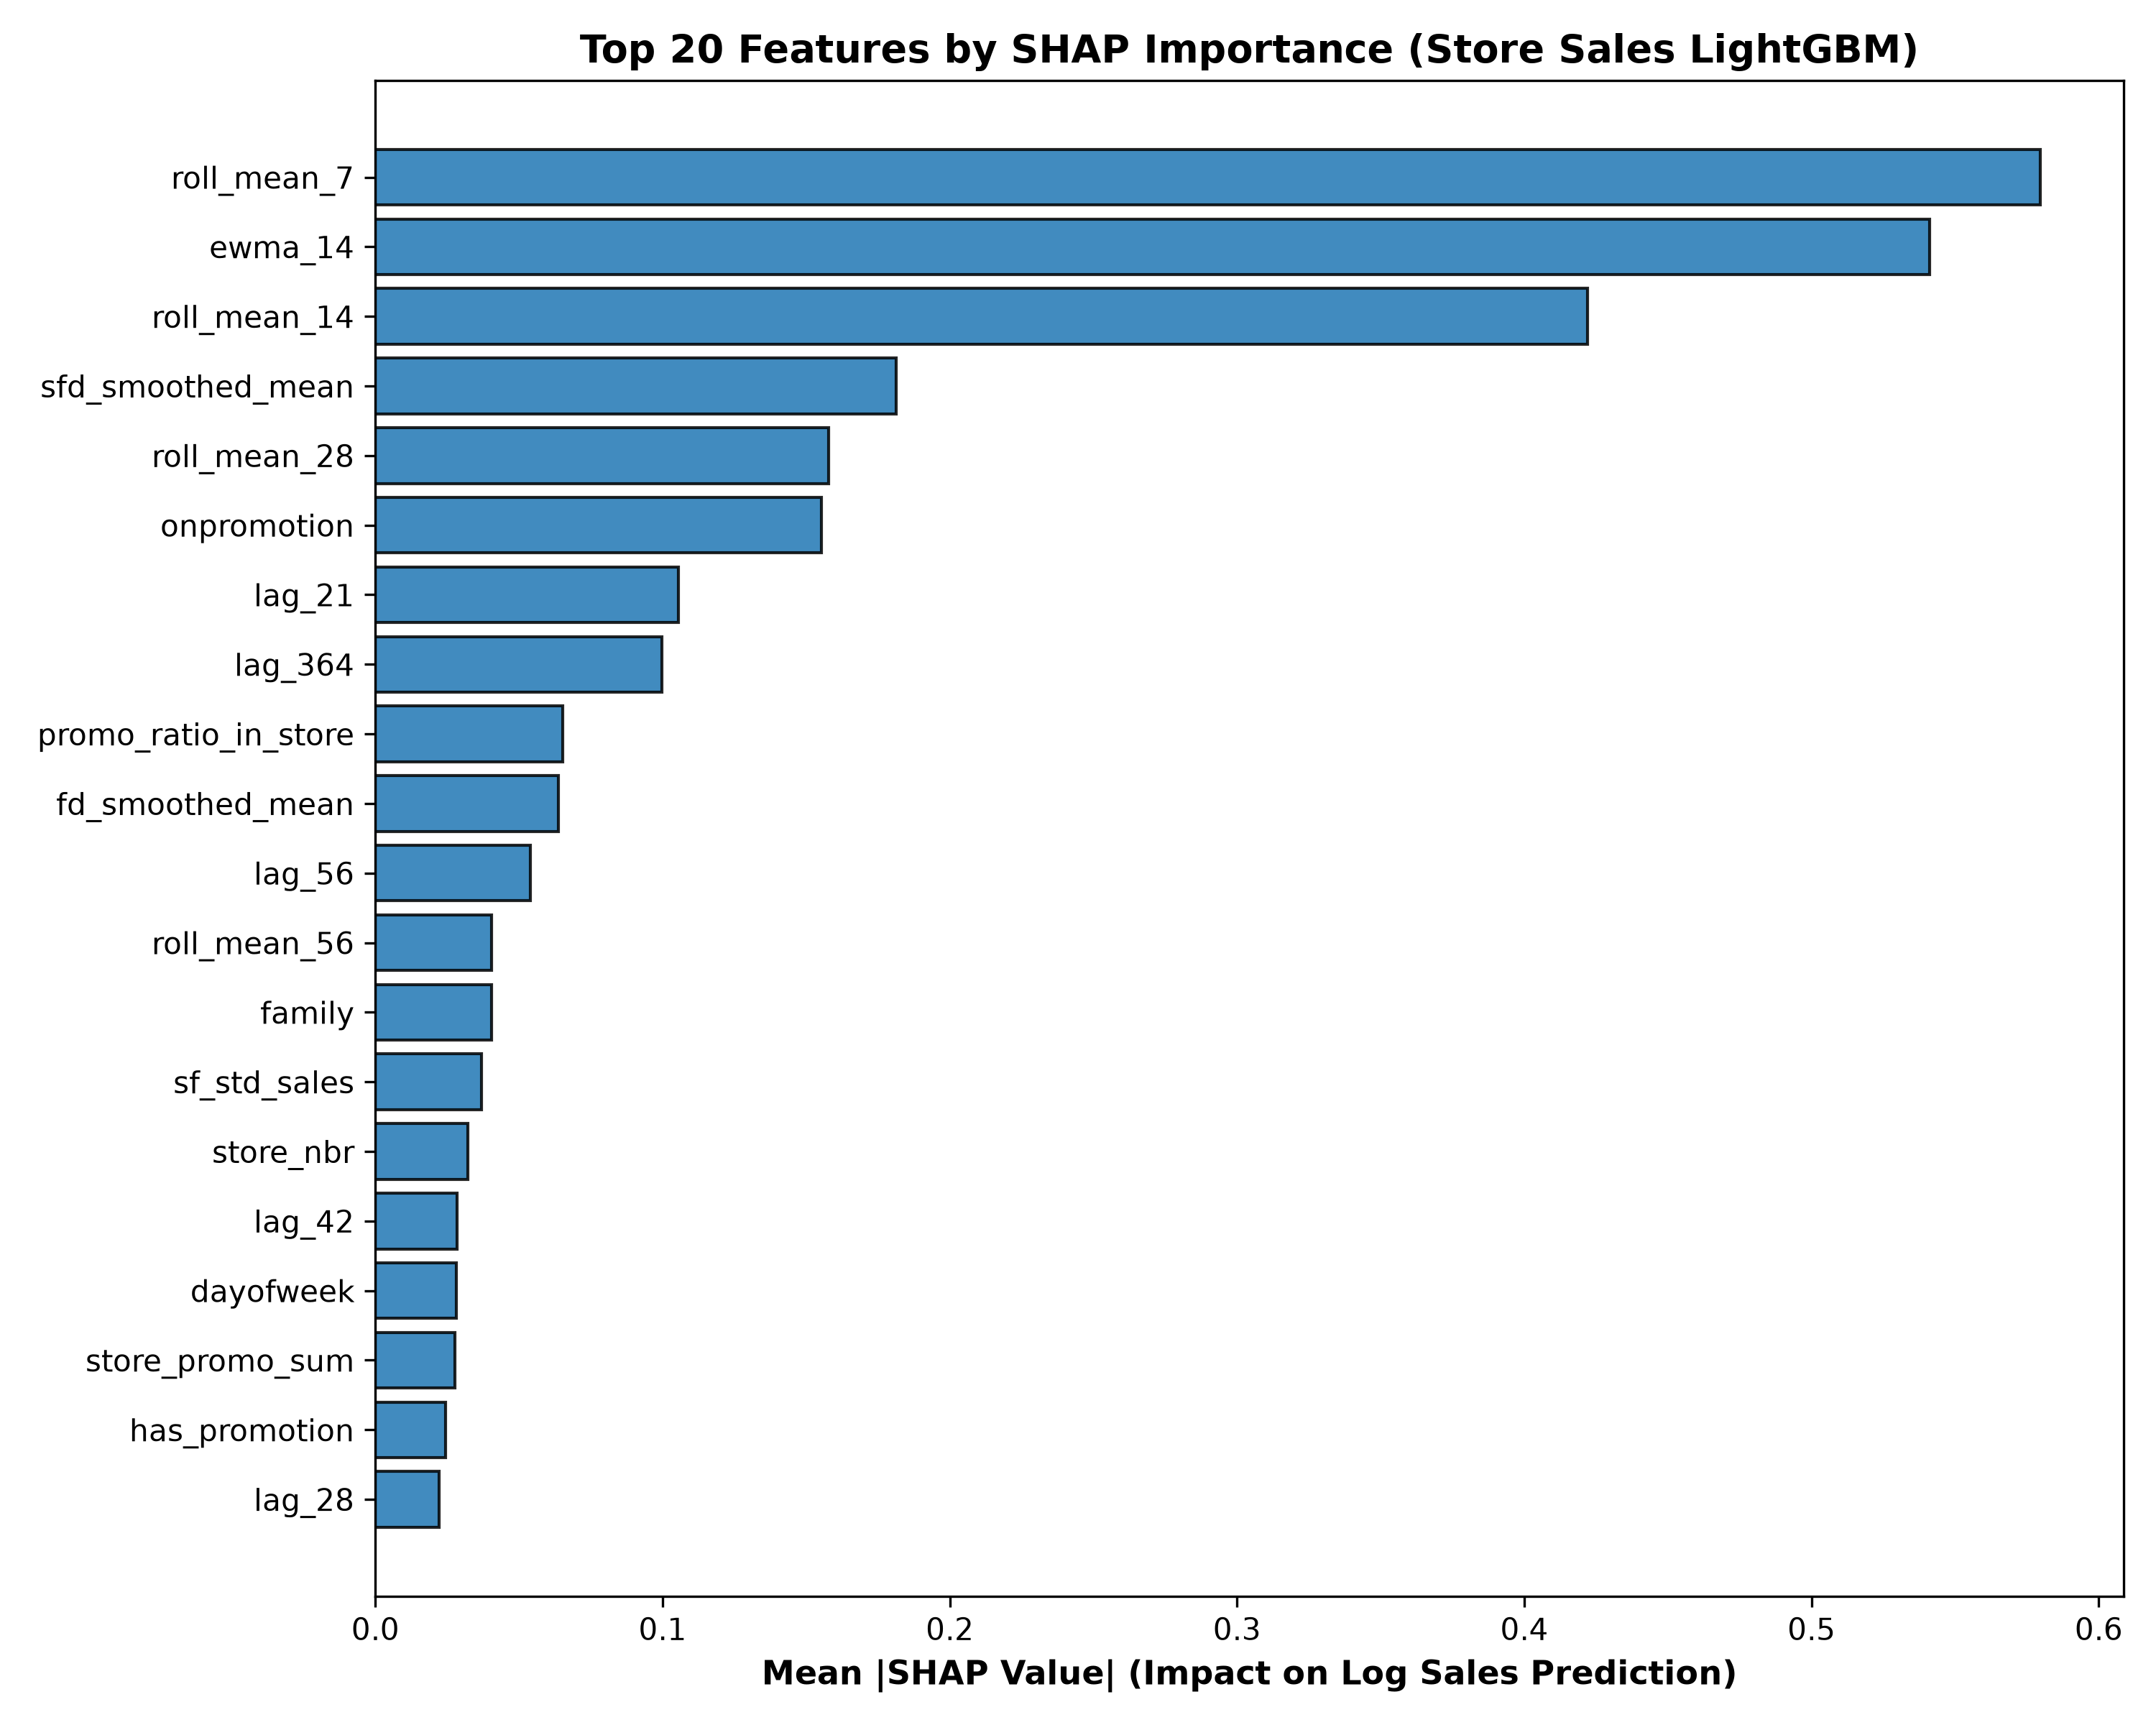 Top 20 Features by SHAP Importance (Store Sales LightGBM)
roll_mean_7
ewma_14
roll_mean_14
sfd_smoothed_mean
roll_mean_28
onpromotion
lag_21
lag_364
promo_ratio_in_store
fd_smoothed_mean
lag_56
roll_mean_56
family
sf_std_sales
store_nbr
lag_42
dayofweek
store_promo_sum
has_promotion
lag_28
0.0 0.1 0.2 0.3 0.4 0.5 0.6
Mean |SHAP Value| (Impact on Log Sales Prediction)